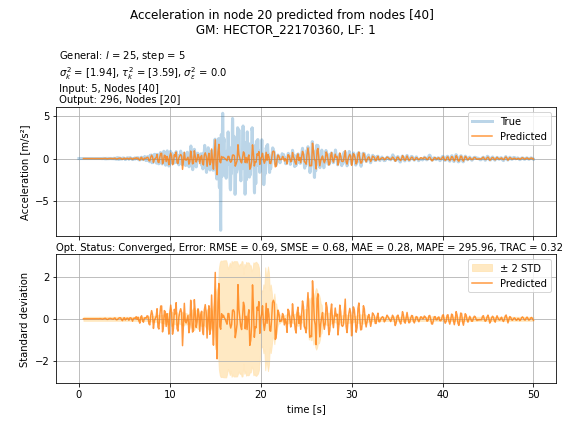 Acceleration in node 20 predicted from nodes [40]
GM: HECTOR_22170360, LF: 1
General: l = 25, step = 5
σ_k² = [1.94], τ_k² = [3.59], σ_ε² = 0.0
Input: 5, Nodes [40]
Output: 296, Nodes [20]
Acceleration [m/s²]
5
0
−5
True
Predicted
Opt. Status: Converged, Error: RMSE = 0.69, SMSE = 0.68, MAE = 0.28, MAPE = 295.96, TRAC = 0.32
Standard deviation
2
0
−2
± 2 STD
Predicted
0 10 20 30 40 50
time [s]